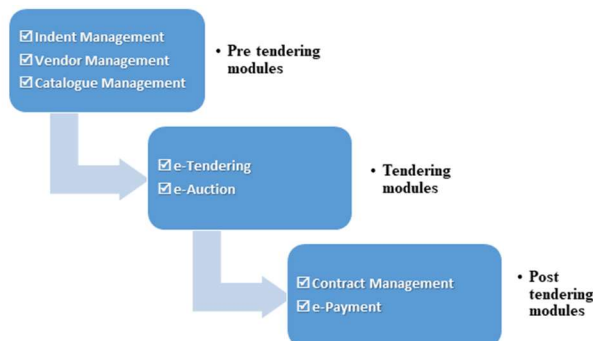 ☑Indent Management
☑Vendor Management
☑Catalogue Management
• Pre tendering
modules
☑e-Tendering
☑e-Auction
• Tendering
modules
☑Contract Management
☑e-Payment
• Post
tendering
modules